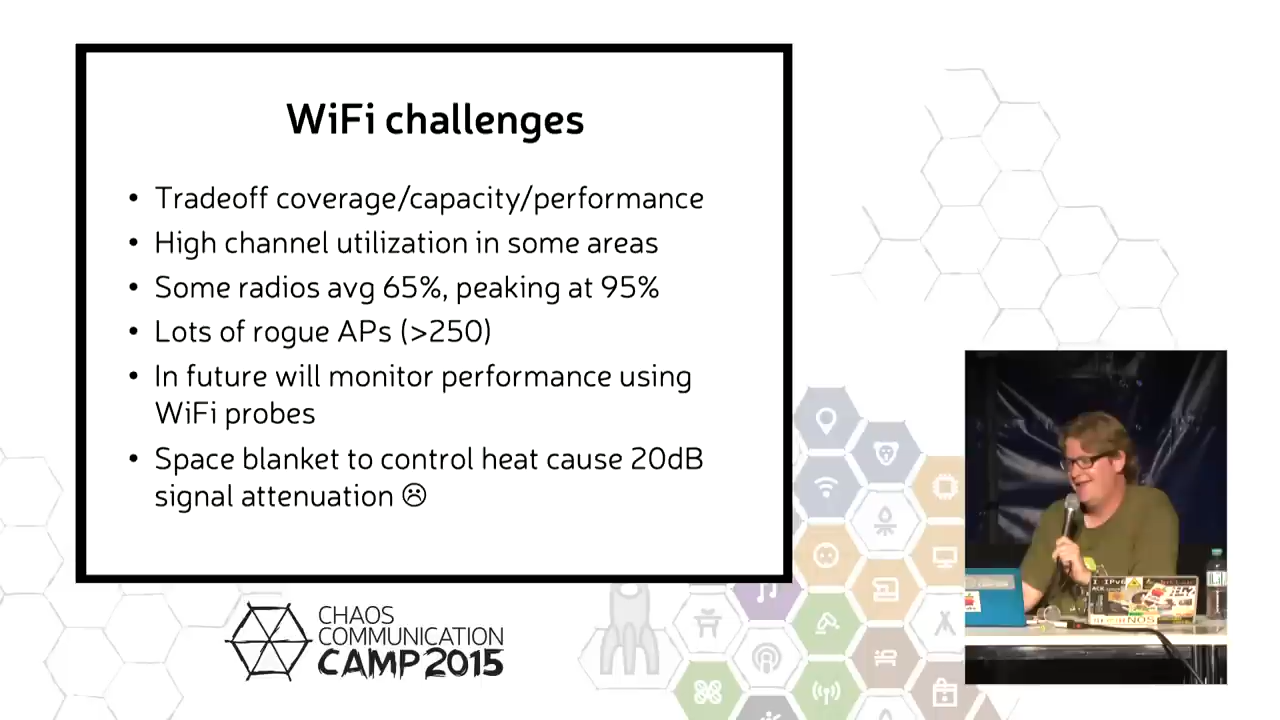 WiFi challenges
• Tradeoff coverage/capacity/performance
• High channel utilization in some areas
• Some radios avg 65%, peaking at 95%
• Lots of rogue APs (>250)
• In future will monitor performance using
WiFi probes
• Space blanket to control heat cause 20dB
signal attenuation ☹
CHAOS
COMMUNICATION
CAMP 2015
IPv6
NOS